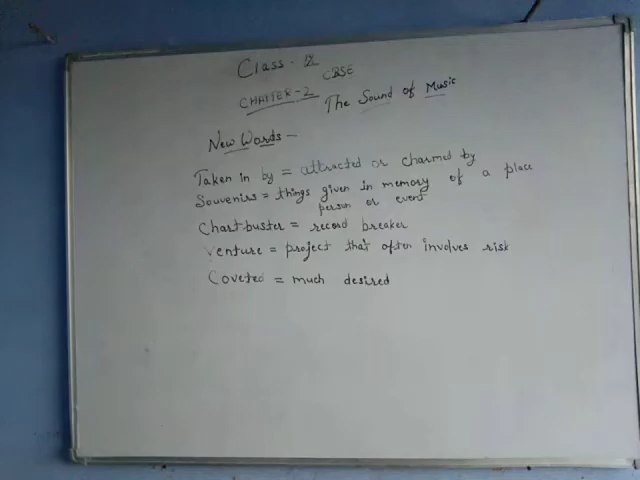 Class - IX
CBSE
CHAPTER-2 The Sound of Music
New Words -
Taken in by = attracted or charmed by
Souvenirs = things given in memory of a place
person or event
Chart-buster = record breaker
Venture = project that often involves risk
Coveted = much desired